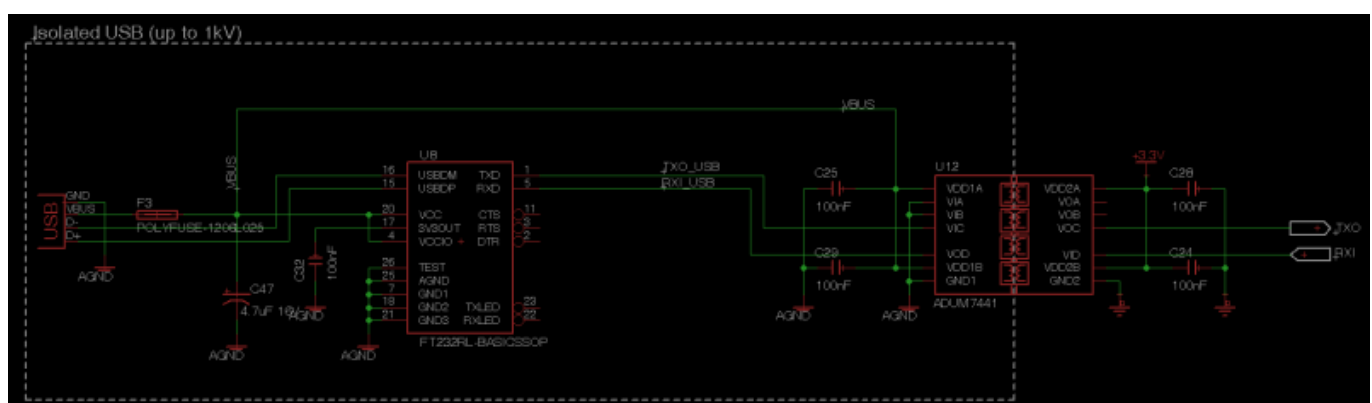 Isolated USB (up to 1kV)
VBUS
VBUS
USB
GND
VBUS
D-
D+
AGND
F3
POLYFUSE-1206L025
C47
4.7uF
AGND
C32
100nF
AGND
AGND
U8
16 USBDM TXD 1
15 USBDP RXD 5
20 VCC CTS 11
17 3V3OUT RTS 3
4 VCCIO DTR 2
26 TEST
25 AGND
7 GND1
18 GND2 TXLED 23
21 GND3 RXLED 22
FT232RL-BASICSSOP
TXO_USB
RXI_USB
C25
100nF
C29
100nF
AGND
AGND
U12
VDD1A VDD2A
VIA VOA
VIB VOB
VIC VOC
VOD VID
VDD1B VDD2B
GND1 GND2
ADUM7441
+3.3V
C28
100nF
C24
100nF
TXO
RXI